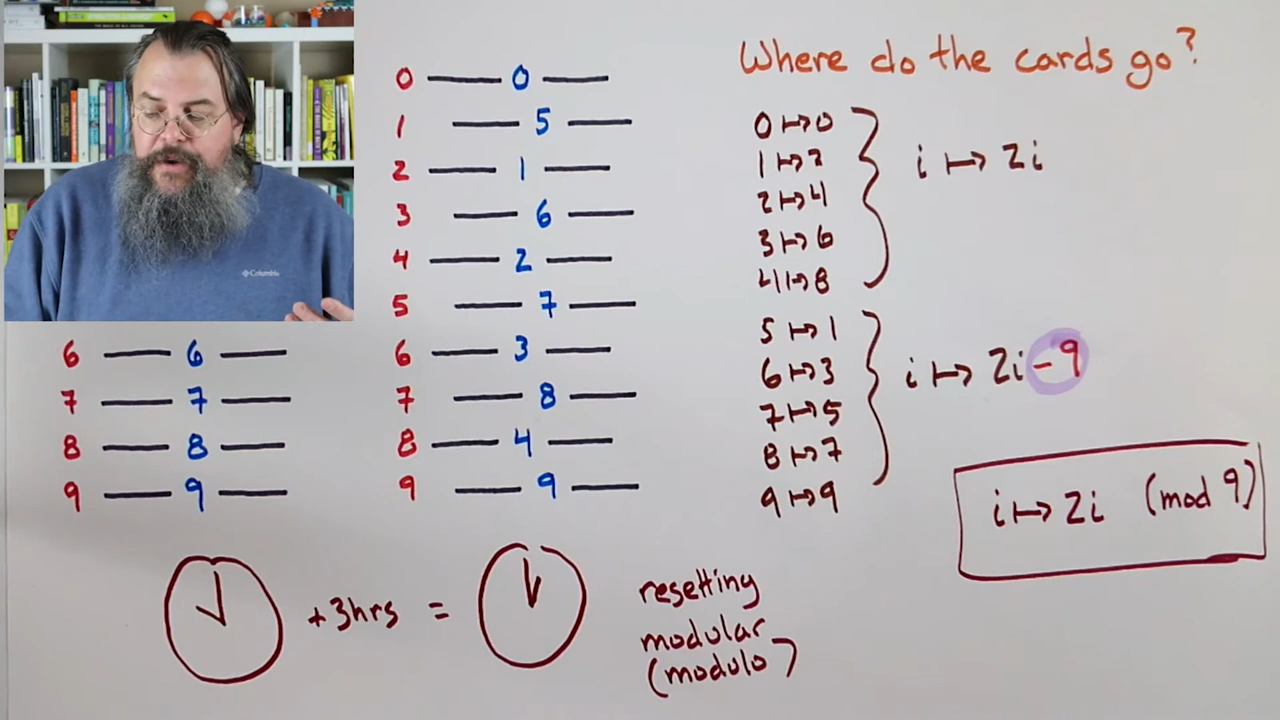 Where do the cards go?
0 — 0 —
1 — 5 —
2 — 1 —
3 — 6 —
4 — 2 —
5 — 7 —
6 — 3 —
7 — 8 —
8 — 4 —
9 — 9 —
6 — 6 —
7 — 7 —
8 — 8 —
9 — 9 —
0 ↦ 0
1 ↦ 2
2 ↦ 4
3 ↦ 6
4 ↦ 8
i ↦ 2i
5 ↦ 1
6 ↦ 3
7 ↦ 5
8 ↦ 7
9 ↦ 9
i ↦ 2i - 9
i ↦ 2i (mod 9)
+3hrs =
resetting
modular
(modulo)
Columbia